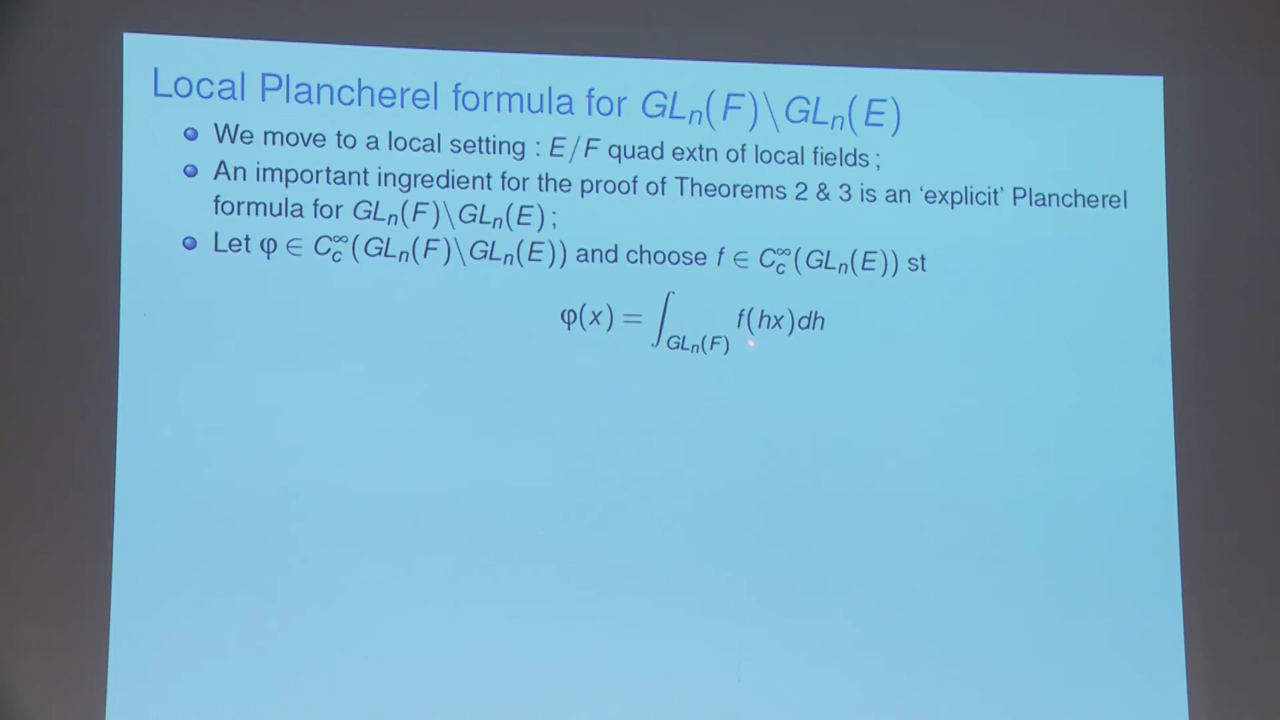 Local Plancherel formula for GLₙ(F)\GLₙ(E)
We move to a local setting : E/F quad extn of local fields ;
An important ingredient for the proof of Theorems 2 & 3 is an ‘explicit’ Plancherel
formula for GLₙ(F)\GLₙ(E) ;
Let φ ∈ C_c^∞(GLₙ(F)\GLₙ(E)) and choose f ∈ C_c^∞(GLₙ(E)) st
φ(x) = ∫_{GLₙ(F)} f(hx)dh